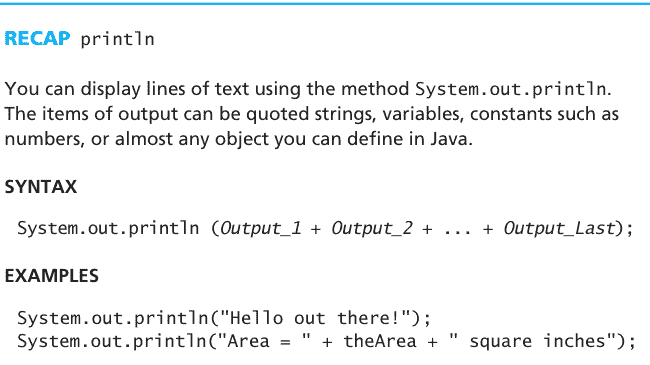 RECAP println
You can display lines of text using the method System.out.println.
The items of output can be quoted strings, variables, constants such as
numbers, or almost any object you can define in Java.
SYNTAX
System.out.println (Output_1 + Output_2 + ... + Output_Last);
EXAMPLES
System.out.println("Hello out there!");
System.out.println("Area = " + theArea + " square inches");